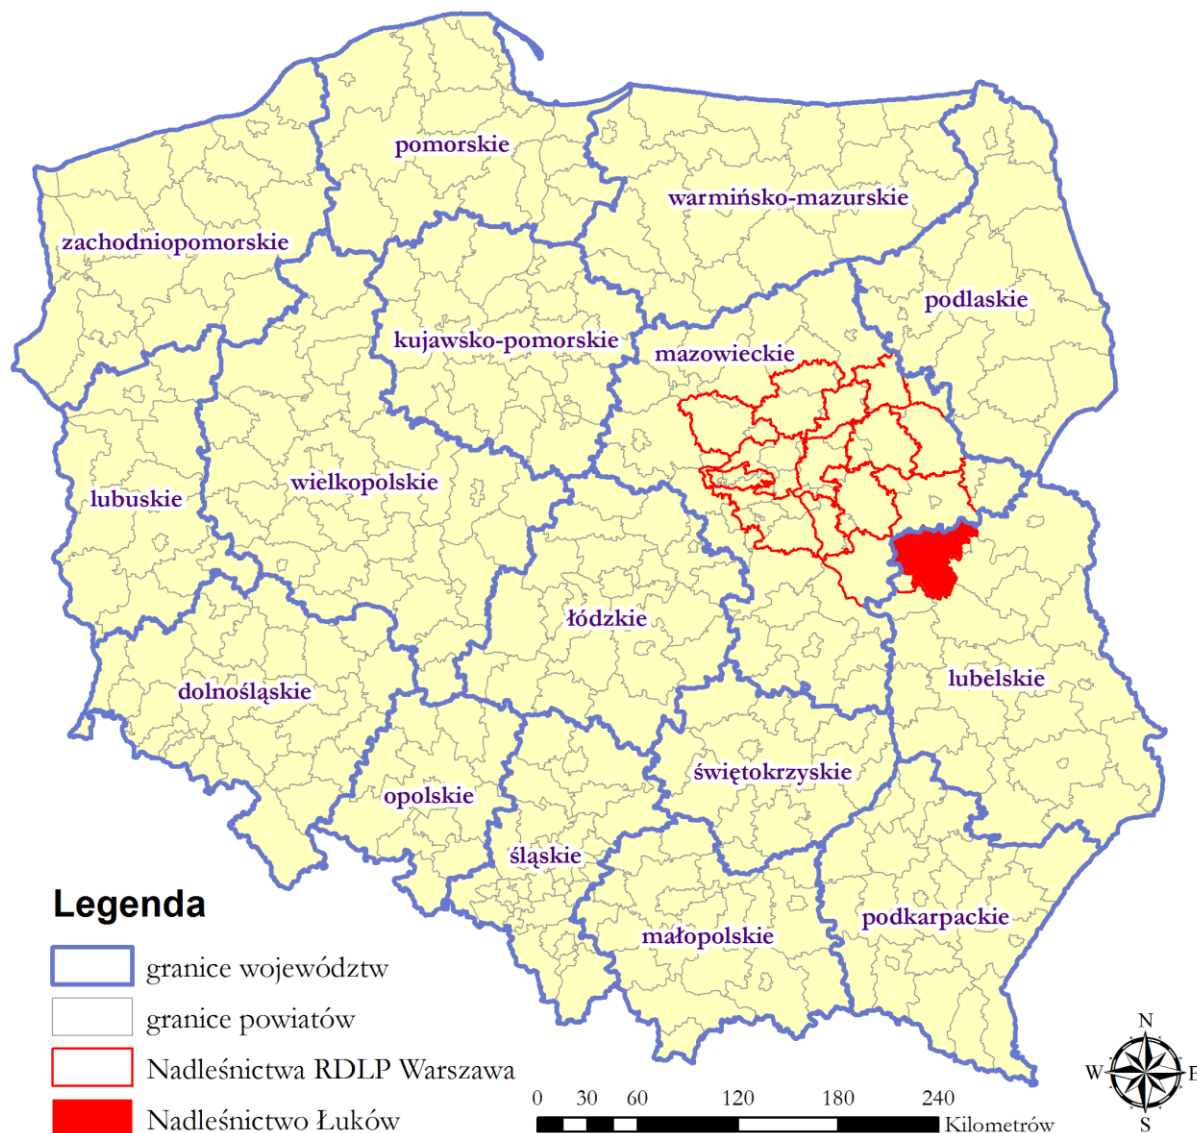 pomorskie
warmińsko-mazurskie
zachodniopomorskie
podlaskie
kujawsko-pomorskie
mazowieckie
lubuskie
wielkopolskie
łódzkie
lubelskie
dolnośląskie
świętokrzyskie
opolskie
śląskie
podkarpackie
małopolskie
Legenda
granice województw
granice powiatów
Nadleśnictwa RDLP Warszawa
Nadleśnictwo Łuków
0 30 60 120 180 240
Kilometrów
N
W E
S